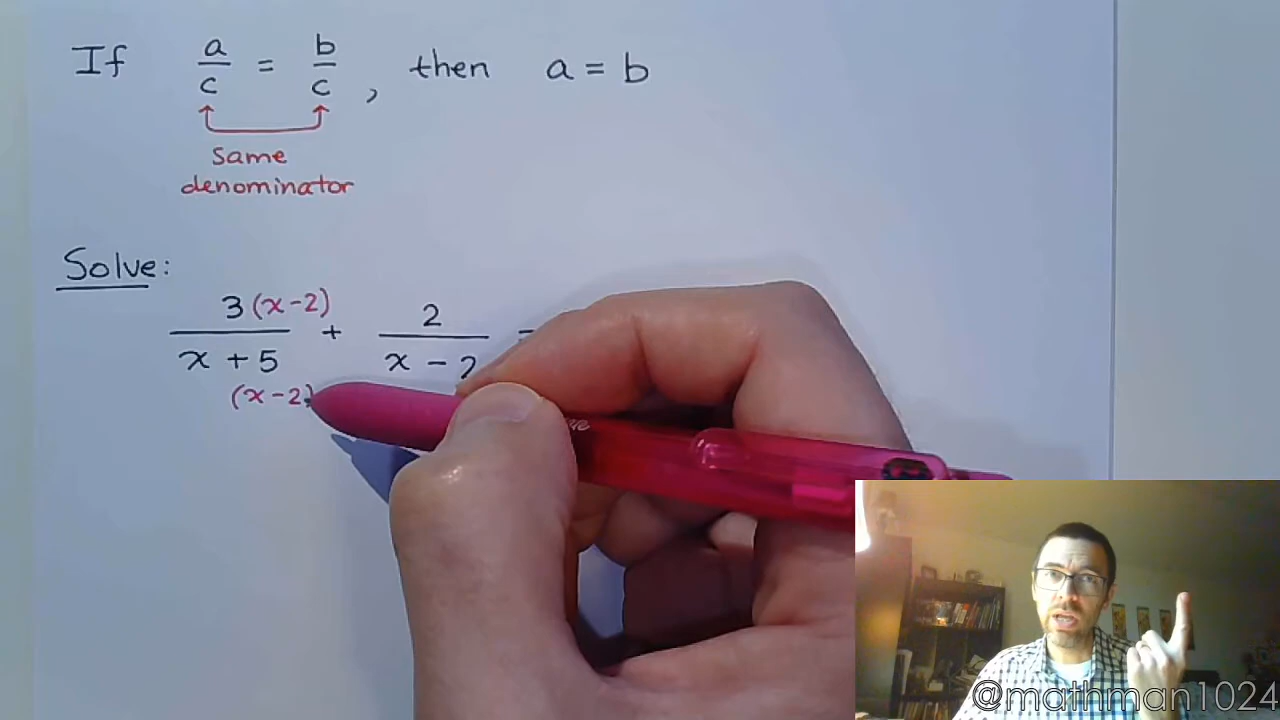 If a/c = b/c , then a = b
same
denominator
Solve:
3(x-2)/x+5(x-2) + 2/x-2 =
@mathman1024